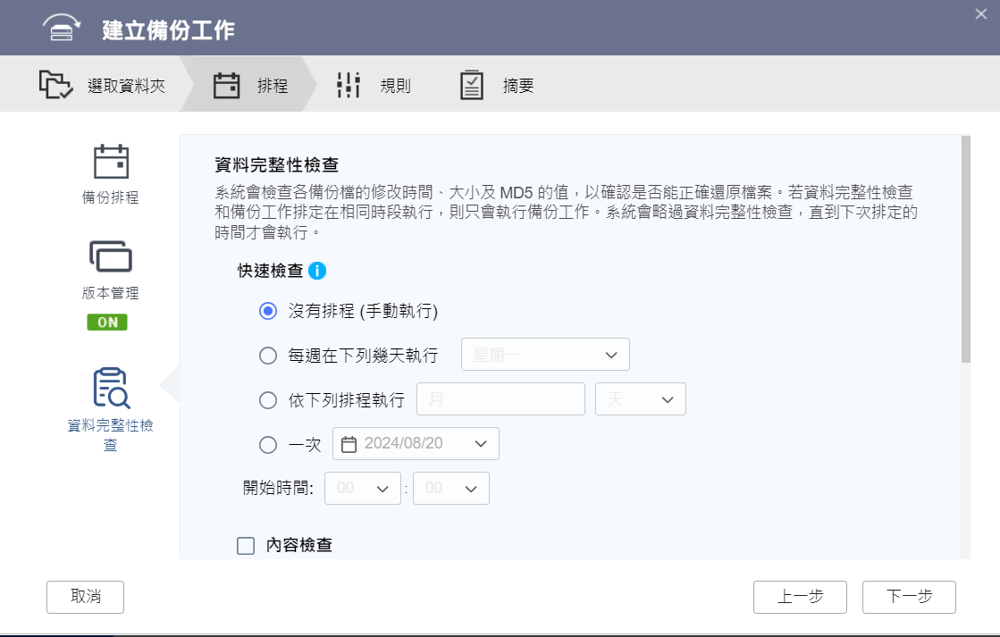 建立備份工作
選取資料夾
排程
規則
摘要
備份排程
版本管理
ON
資料完整性檢
查
資料完整性檢查
系統會檢查各備份檔的修改時間、大小及 MD5 的值，以確認是否能正確還原檔案。若資料完整性檢查
和備份工作排定在相同時段執行，則只會執行備份工作。系統會略過資料完整性檢查，直到下次排定的
時間才會執行。
快速檢查
沒有排程 (手動執行)
每週在下列幾天執行 星期一
依下列排程執行 月 天
一次 2024/08/20
開始時間: 00 : 00
內容檢查
取消
上一步
下一步